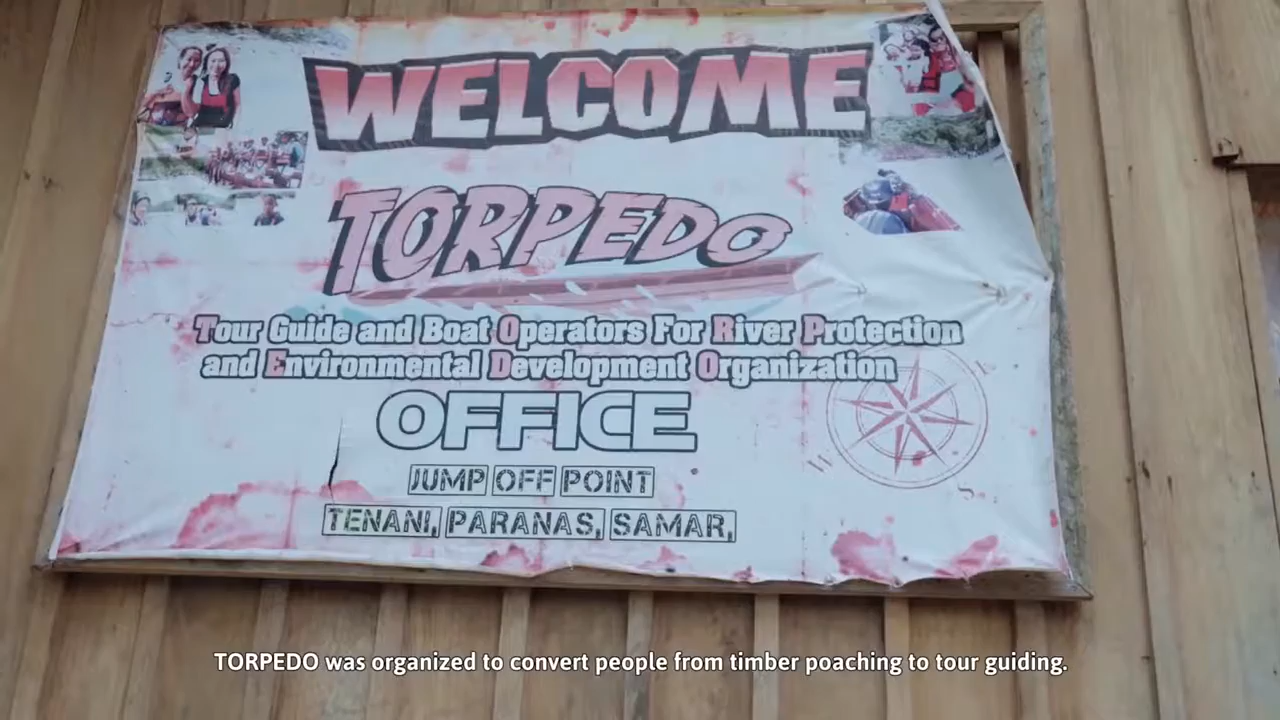 WELCOME
TORPEDO
Tour Guide and Boat Operators For River Protection
and Environmental Development Organization
OFFICE
JUMP OFF POINT
TENANI, PARANAS, SAMAR,
S
TORPEDO was organized to convert people from timber poaching to tour guiding.